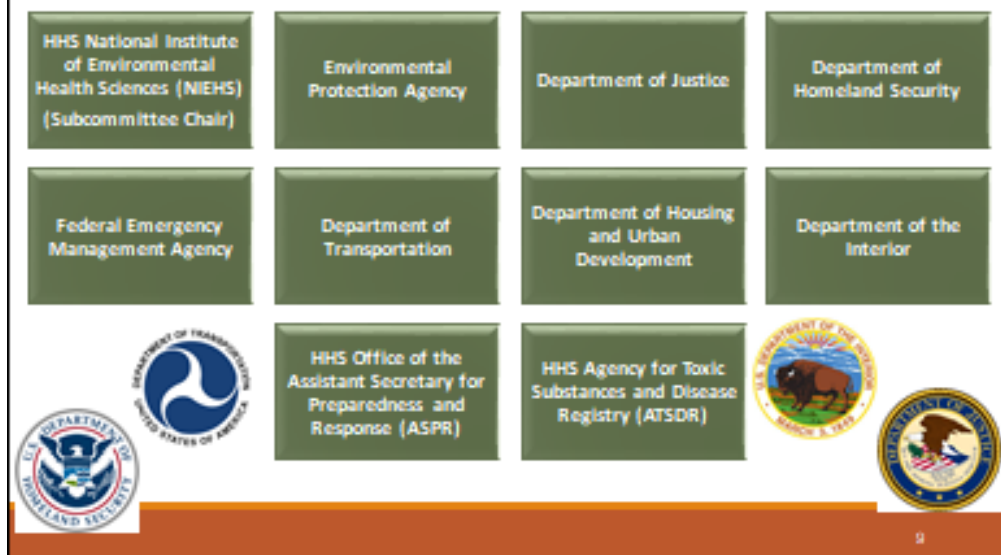 HHS National Institute
of Environmental
Health Sciences (NIEHS)
(Subcommittee Chair)
Environmental
Protection Agency
Department of Justice
Department of
Homeland Security
Federal Emergency
Management Agency
Department of
Transportation
Department of Housing
and Urban
Development
Department of the
Interior
HHS Office of the
Assistant Secretary for
Preparedness and
Response (ASPR)
HHS Agency for Toxic
Substances and Disease
Registry (ATSDR)
DEPARTMENT OF TRANSPORTATION
UNITED STATES OF AMERICA
U.S. DEPARTMENT OF THE INTERIOR
MARCH 3, 1849
U.S. DEPARTMENT OF
HOMELAND SECURITY
DEPARTMENT OF JUSTICE